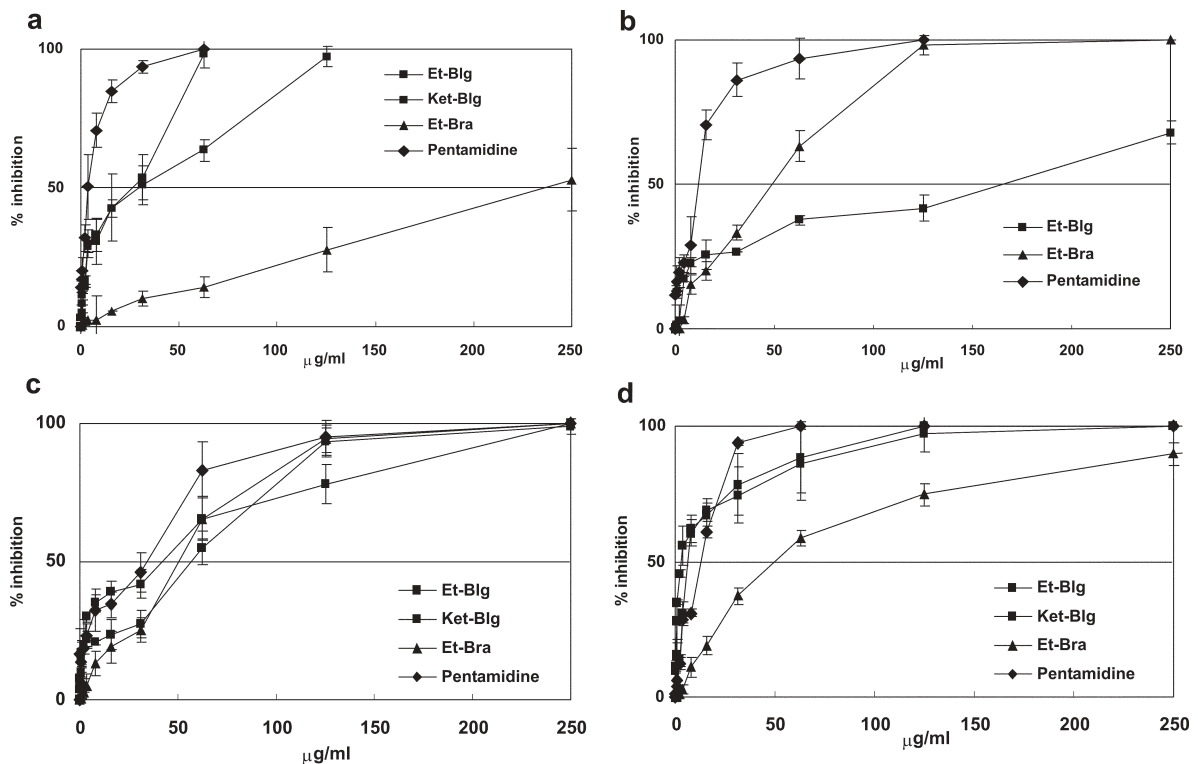 a
100
50
0
% inhibition
Et-Blg
Ket-Blg
Et-Bra
Pentamidine
0 50 100 150 200 250
µg/ml
b
100
50
0
% inhibition
Et-Blg
Et-Bra
Pentamidine
0 50 100 150 200 250
µg/ml
c
100
50
0
% inhibition
Et-Blg
Ket-Blg
Et-Bra
Pentamidine
0 50 100 150 200 250
µg/ml
d
100
50
0
% inhibition
Et-Blg
Ket-Blg
Et-Bra
Pentamidine
0 50 100 150 200 250
µg/ml